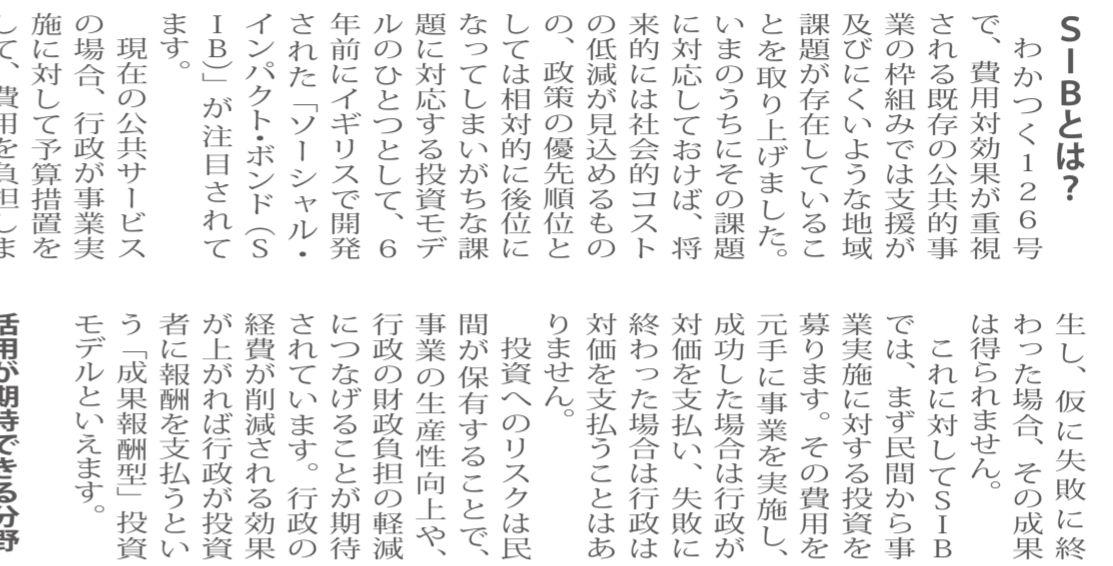 SIBとは？
わかつく１２６号
で、費用対効果が重視
される既存の公共的事
業の枠組みでは支援が
及びにくいような地域
課題が存在しているこ
とを取り上げました。
いまのうちにその課題
に対応しておけば、将
来的には社会的コスト
の低減が見込めるもの
の、政策の優先順位と
しては相対的に後位に
なってしまいがちな課
題に対応する投資モデ
ルのひとつとして、６
年前にイギリスで開発
された「ソーシャル・
インパクト・ボンド（Ｓ
ＩＢ）」が注目されて
います。
現在の公共サービス
の場合、行政が事業実
施に対して予算措置を
して、費用を負担しま
生し、仮に失敗に終
わった場合、その成果
は得られません。
これに対してＳＩＢ
では、まず民間から事
業実施に対する投資を
募ります。その費用を
元手に事業を実施し、
成功した場合は行政が
対価を支払い、失敗に
終わった場合は行政は
対価を支払うことはあ
りません。
投資へのリスクは民
間が保有することで、
事業の生産性向上や、
行政の財政負担の軽減
につなげることが期待
されています。行政の
経費が削減される効果
が上がれば行政が投資
者に報酬を支払うとい
う「成果報酬型」投資
モデルといえます。
活用が期待できる分野